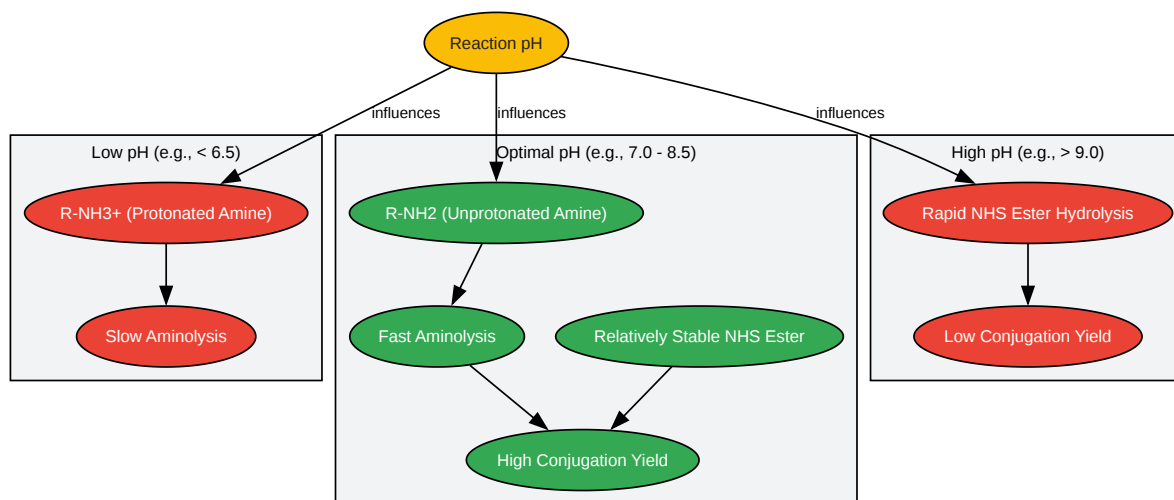 Reaction pH
influences
influences
influences
Low pH (e.g., < 6.5)
R-NH3+ (Protonated Amine)
Slow Aminolysis
Optimal pH (e.g., 7.0 - 8.5)
R-NH2 (Unprotonated Amine)
Fast Aminolysis
Relatively Stable NHS Ester
High Conjugation Yield
High pH (e.g., > 9.0)
Rapid NHS Ester Hydrolysis
Low Conjugation Yield